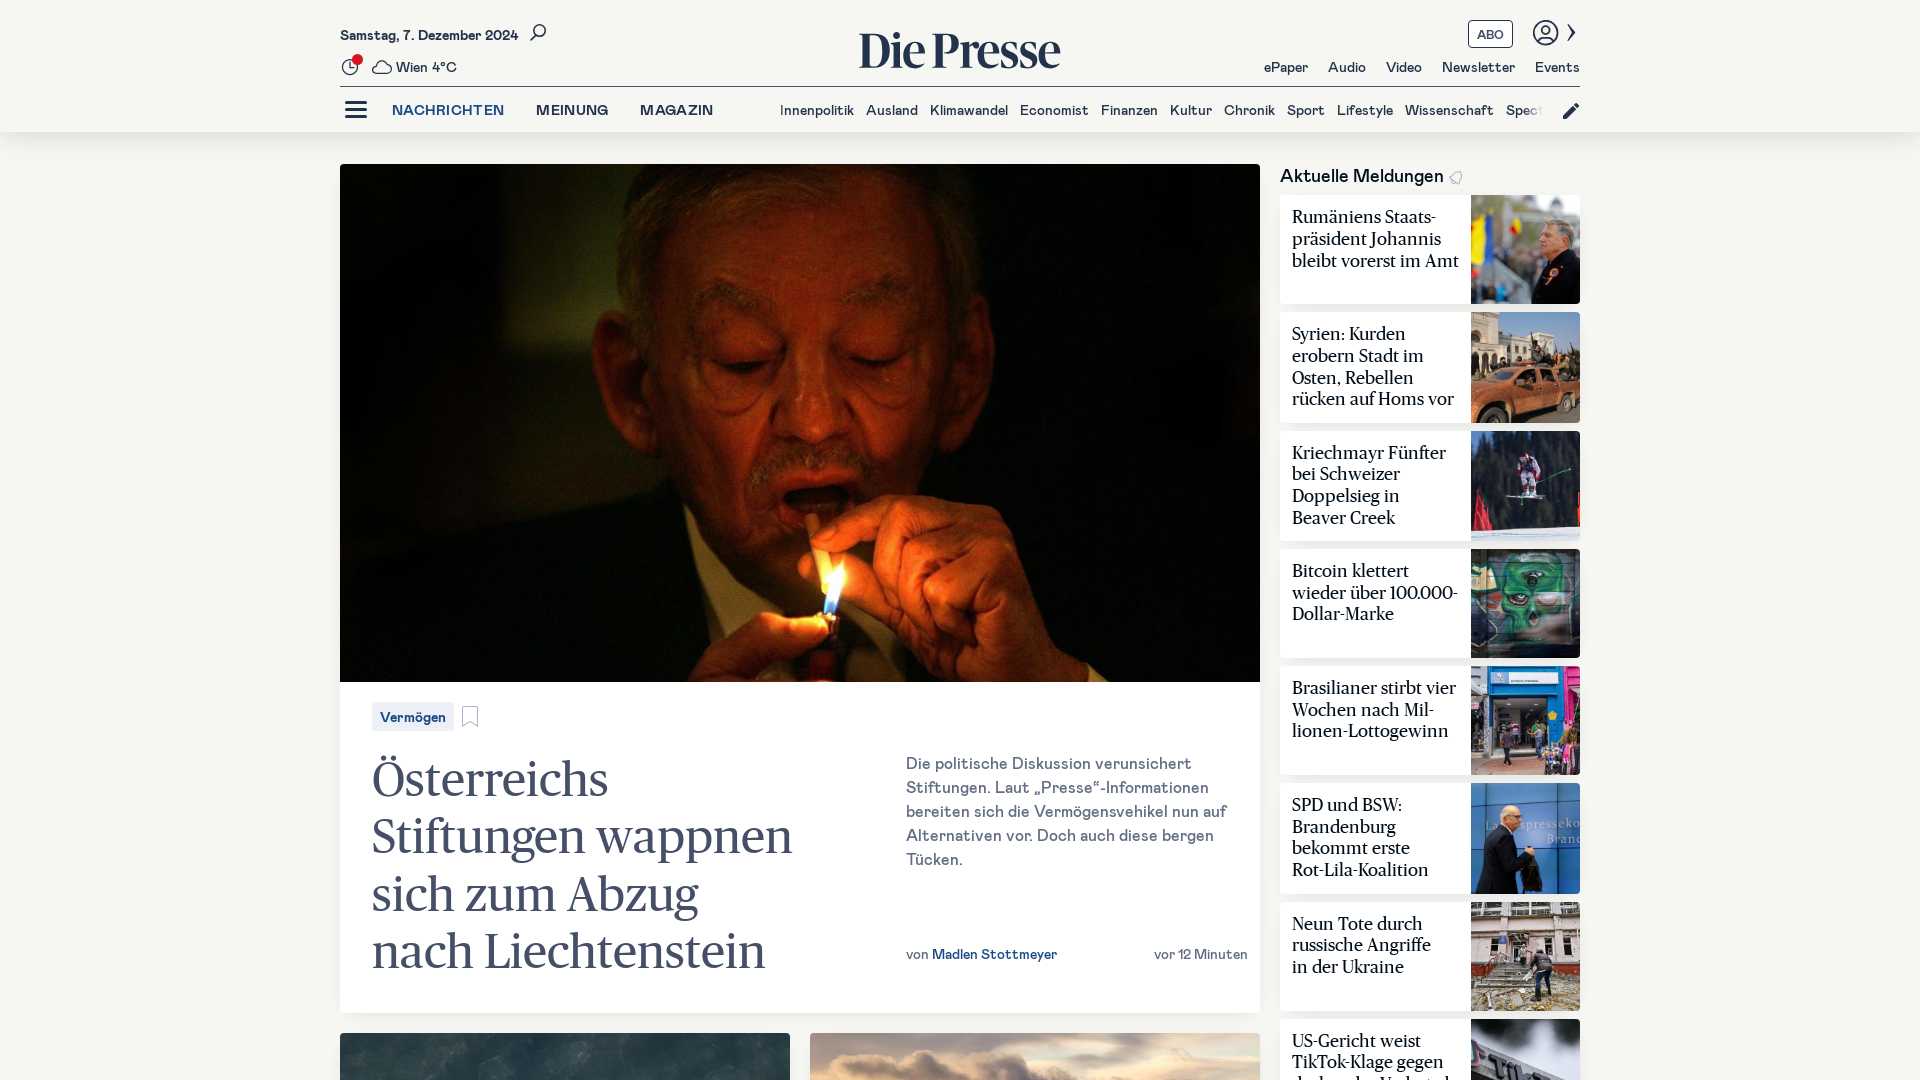 Samstag, 7. Dezember 2024
Wien 4°C
Die Presse
ABO
ePaper Audio Video Newsletter Events
NACHRICHTEN MEINUNG MAGAZIN
Innenpolitik Ausland Klimawandel Economist Finanzen Kultur Chronik Sport Lifestyle Wissenschaft Spect
Vermögen
Österreichs
Stiftungen wappnen
sich zum Abzug
nach Liechtenstein
Die politische Diskussion verunsichert
Stiftungen. Laut „Presse“-Informationen
bereiten sich die Vermögensvehikel nun auf
Alternativen vor. Doch auch diese bergen
Tücken.
von Madlen Stottmeyer
vor 12 Minuten
Aktuelle Meldungen
Rumäniens Staats-
präsident Johannis
bleibt vorerst im Amt
Syrien: Kurden
erobern Stadt im
Osten, Rebellen
rücken auf Homs vor
Kriechmayr Fünfter
bei Schweizer
Doppelsieg in
Beaver Creek
Bitcoin klettert
wieder über 100.000-
Dollar-Marke
Brasilianer stirbt vier
Wochen nach Mil-
lionen-Lottogewinn
SPD und BSW:
Brandenburg
bekommt erste
Rot-Lila-Koalition
Neun Tote durch
russische Angriffe
in der Ukraine
US-Gericht weist
TikTok-Klage gegen